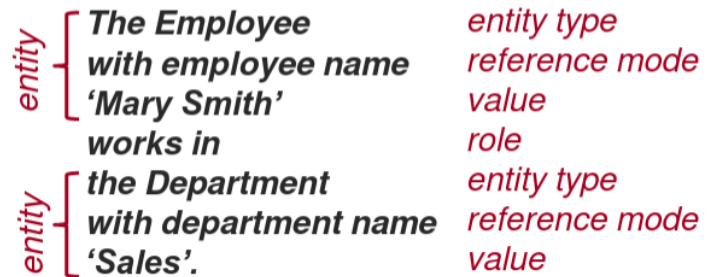 entity
The Employee entity type
with employee name reference mode
‘Mary Smith’ value
works in role
entity
the Department entity type
with department name reference mode
‘Sales’. value